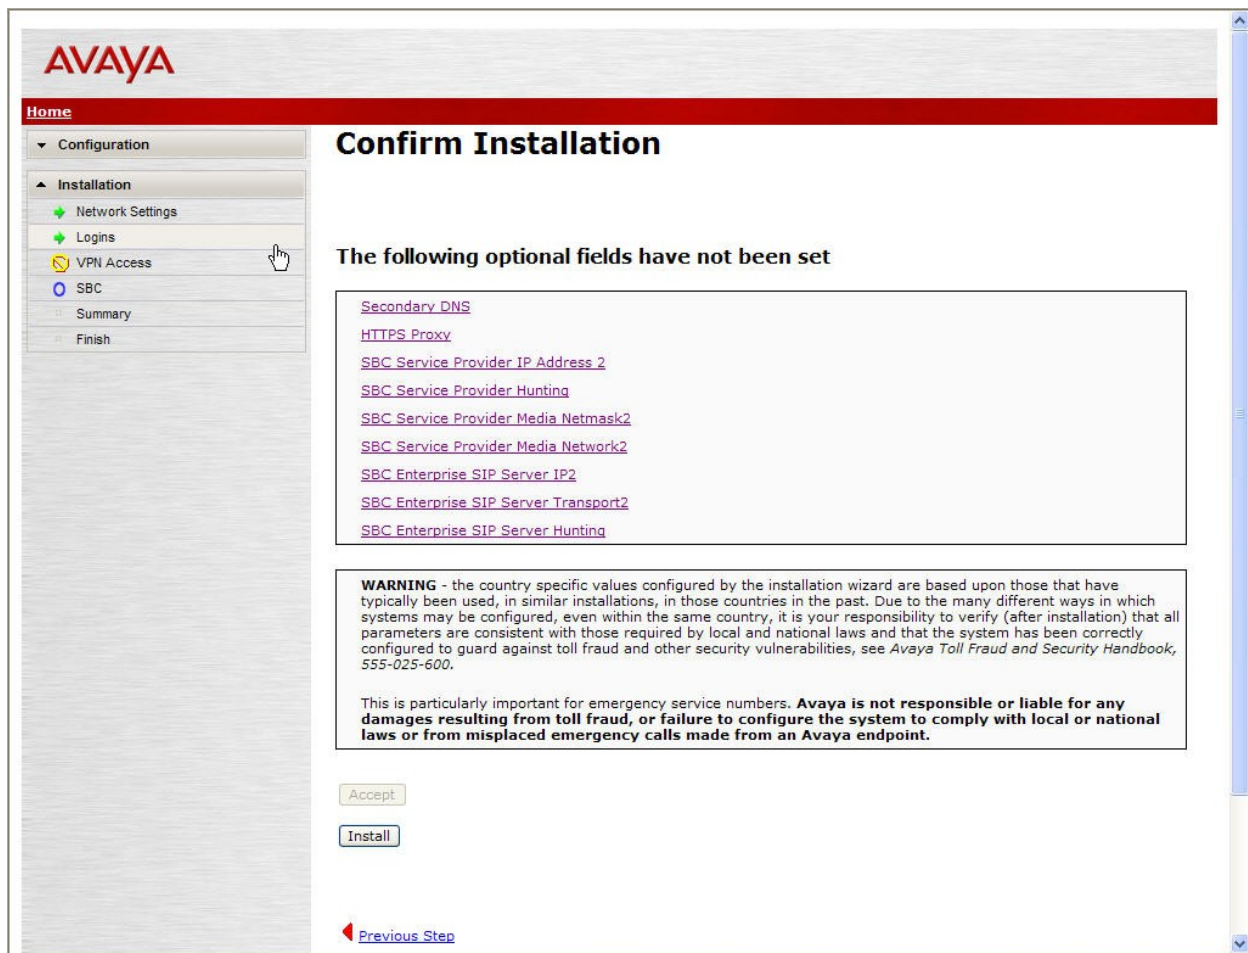 AVAYA
Home
Configuration
Installation
Network Settings
Logins
VPN Access
SBC
Summary
Finish
Confirm Installation
The following optional fields have not been set
Secondary DNS
HTTPS Proxy
SBC Service Provider IP Address 2
SBC Service Provider Hunting
SBC Service Provider Media Netmask2
SBC Service Provider Media Network2
SBC Enterprise SIP Server IP2
SBC Enterprise SIP Server Transport2
SBC Enterprise SIP Server Hunting
WARNING - the country specific values configured by the installation wizard are based upon those that have
typically been used, in similar installations, in those countries in the past. Due to the many different ways in which
systems may be configured, even within the same country, it is your responsibility to verify (after installation) that all
parameters are consistent with those required by local and national laws and that the system has been correctly
configured to guard against toll fraud and other security vulnerabilities, see Avaya Toll Fraud and Security Handbook,
555-025-600.
This is particularly important for emergency service numbers. Avaya is not responsible or liable for any
damages resulting from toll fraud, or failure to configure the system to comply with local or national
laws or from misplaced emergency calls made from an Avaya endpoint.
Accept
Install
Previous Step